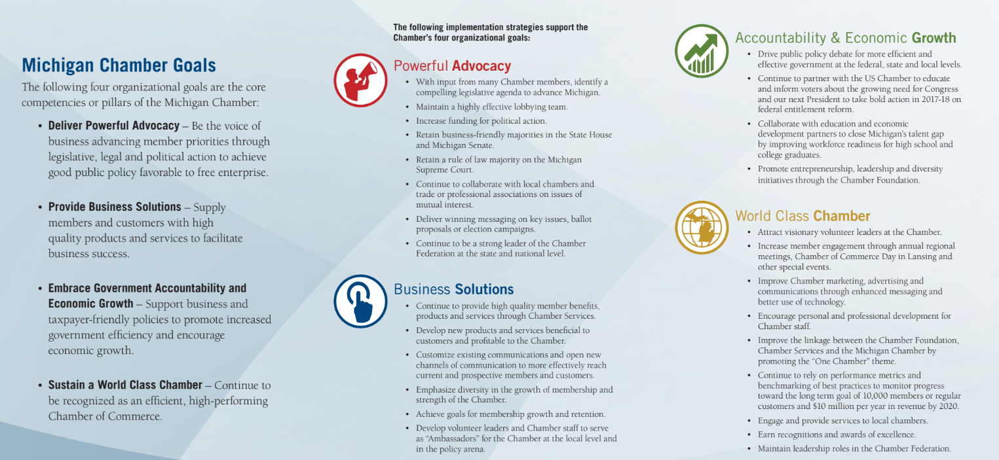 Michigan Chamber Goals
The following four organizational goals are the core
competencies or pillars of the Michigan Chamber:
• Deliver Powerful Advocacy – Be the voice of
business advancing member priorities through
legislative, legal and political action to achieve
good public policy favorable to free enterprise.
• Provide Business Solutions – Supply
members and customers with high
quality products and services to facilitate
business success.
• Embrace Government Accountability and
Economic Growth – Support business and
taxpayer-friendly policies to promote increased
government efficiency and encourage
economic growth.
• Sustain a World Class Chamber – Continue to
be recognized as an efficient, high-performing
Chamber of Commerce.
The following implementation strategies support the
Chamber's four organizational goals:
Powerful Advocacy
• With input from many Chamber members, identify a
compelling legislative agenda to advance Michigan.
• Maintain a highly effective lobbying team.
• Increase funding for political action.
• Retain business-friendly majorities in the State House
and Michigan Senate.
• Retain a rule of law majority on the Michigan
Supreme Court.
• Continue to collaborate with local chambers and
trade or professional associations on issues of
mutual interest.
• Deliver winning messaging on key issues, ballot
proposals or election campaigns.
• Continue to be a strong leader of the Chamber
Federation at the state and national level.
Business Solutions
• Continue to provide high quality member benefits,
products and services through Chamber Services.
• Develop new products and services beneficial to
customers and profitable to the Chamber.
• Customize existing communications and open new
channels of communication to more effectively reach
current and prospective members and customers.
• Emphasize diversity in the growth of membership and
strength of the Chamber.
• Achieve goals for membership growth and retention.
• Develop volunteer leaders and Chamber staff to serve
as “Ambassadors” for the Chamber at the local level and
in the policy arena.
Accountability & Economic Growth
• Drive public policy debate for more efficient and
effective government at the federal, state and local levels.
• Continue to partner with the US Chamber to educate
and inform voters about the growing need for Congress
and our next President to take bold action in 2017-18 on
federal entitlement reform.
• Collaborate with education and economic
development partners to close Michigan's talent gap
by improving workforce readiness for high school and
college graduates.
• Promote entrepreneurship, leadership and diversity
initiatives through the Chamber Foundation.
World Class Chamber
• Attract visionary volunteer leaders at the Chamber.
• Increase member engagement through annual regional
meetings, Chamber of Commerce Day in Lansing and
other special events.
• Improve Chamber marketing, advertising and
communications through enhanced messaging and
better use of technology.
• Encourage personal and professional development for
Chamber staff.
• Improve the linkage between the Chamber Foundation,
Chamber Services and the Michigan Chamber by
promoting the “One Chamber” theme.
• Continue to rely on performance metrics and
benchmarking of best practices to monitor progress
toward the long term goal of 10,000 members or regular
customers and $10 million per year in revenue by 2020.
• Engage and provide services to local chambers.
• Earn recognitions and awards of excellence.
• Maintain leadership roles in the Chamber Federation.